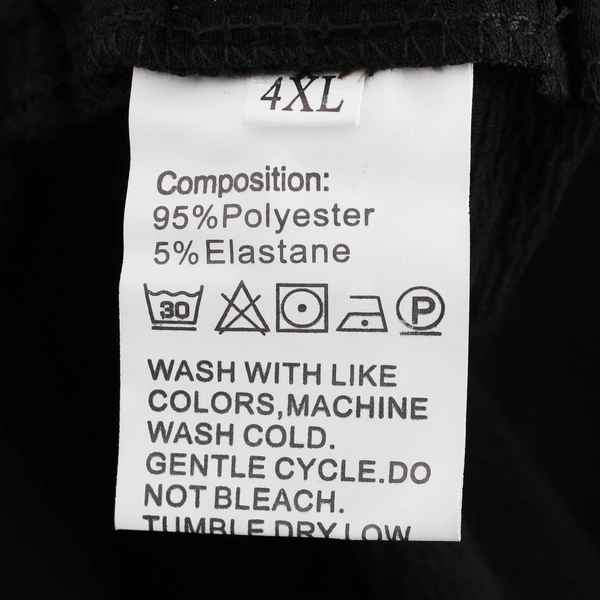 4XL
Composition:
95%Polyester
5%Elastane
30 P
WASH WITH LIKE
COLORS,MACHINE
WASH COLD.
GENTLE CYCLE.DO
NOT BLEACH.
TUMBLE DRY LOW